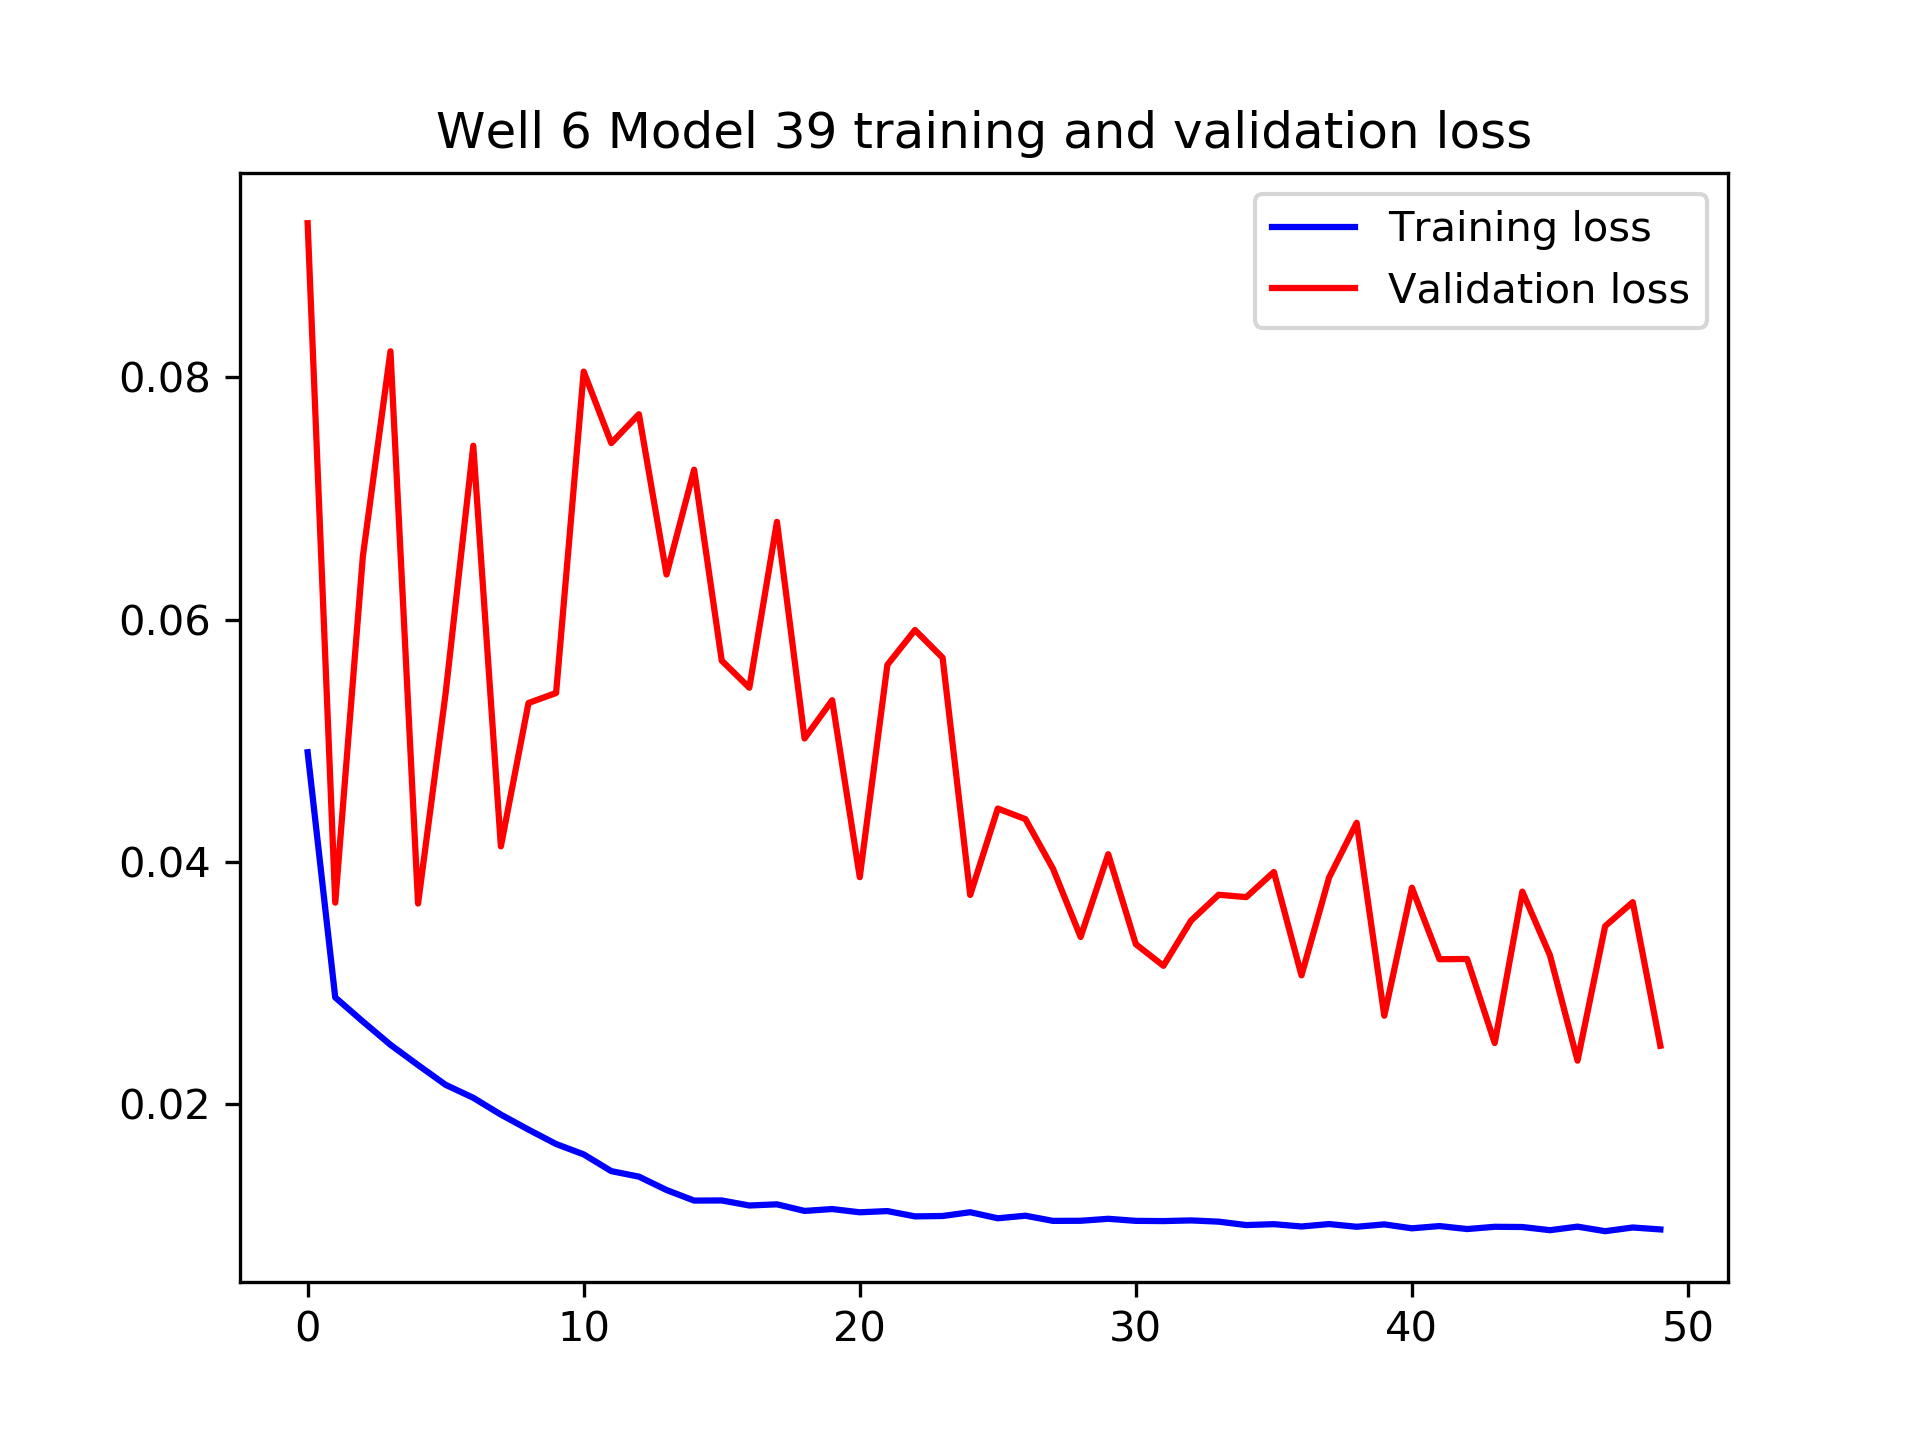 Well 6 Model 39 training and validation loss
Training loss
Validation loss
0.08
0.06
0.04
0.02
0 10 20 30 40 50